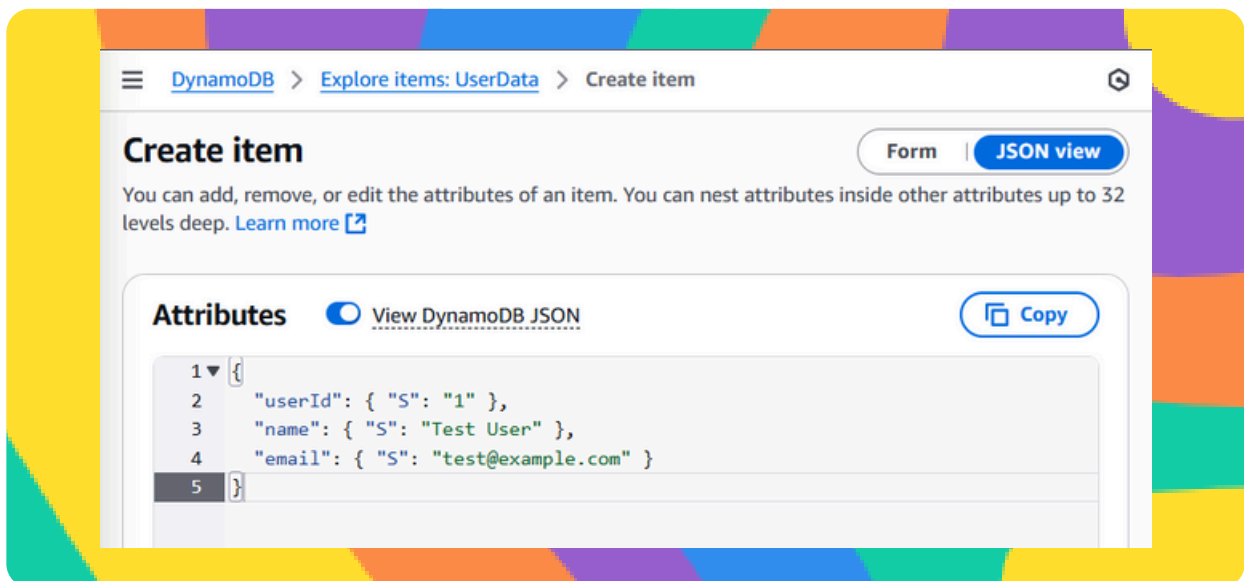 DynamoDB > Explore items: UserData > Create item
Create item
Form | JSON view
You can add, remove, or edit the attributes of an item. You can nest attributes inside other attributes up to 32
levels deep. Learn more
Attributes View DynamoDB JSON Copy
1 {
2 "userId": { "S": "1" },
3 "name": { "S": "Test User" },
4 "email": { "S": "test@example.com" }
5 }